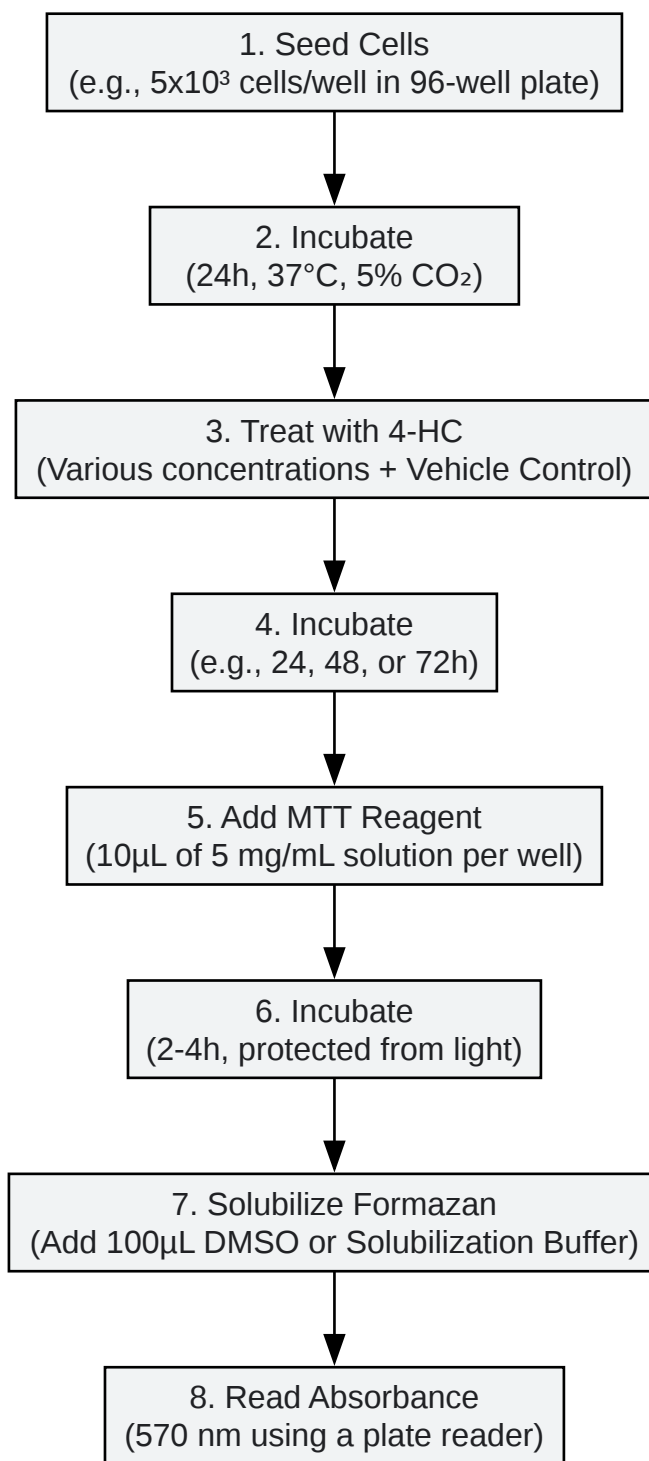 1. Seed Cells
(e.g., 5x10³ cells/well in 96-well plate)
2. Incubate
(24h, 37°C, 5% CO₂)
3. Treat with 4-HC
(Various concentrations + Vehicle Control)
4. Incubate
(e.g., 24, 48, or 72h)
5. Add MTT Reagent
(10µL of 5 mg/mL solution per well)
6. Incubate
(2-4h, protected from light)
7. Solubilize Formazan
(Add 100µL DMSO or Solubilization Buffer)
8. Read Absorbance
(570 nm using a plate reader)